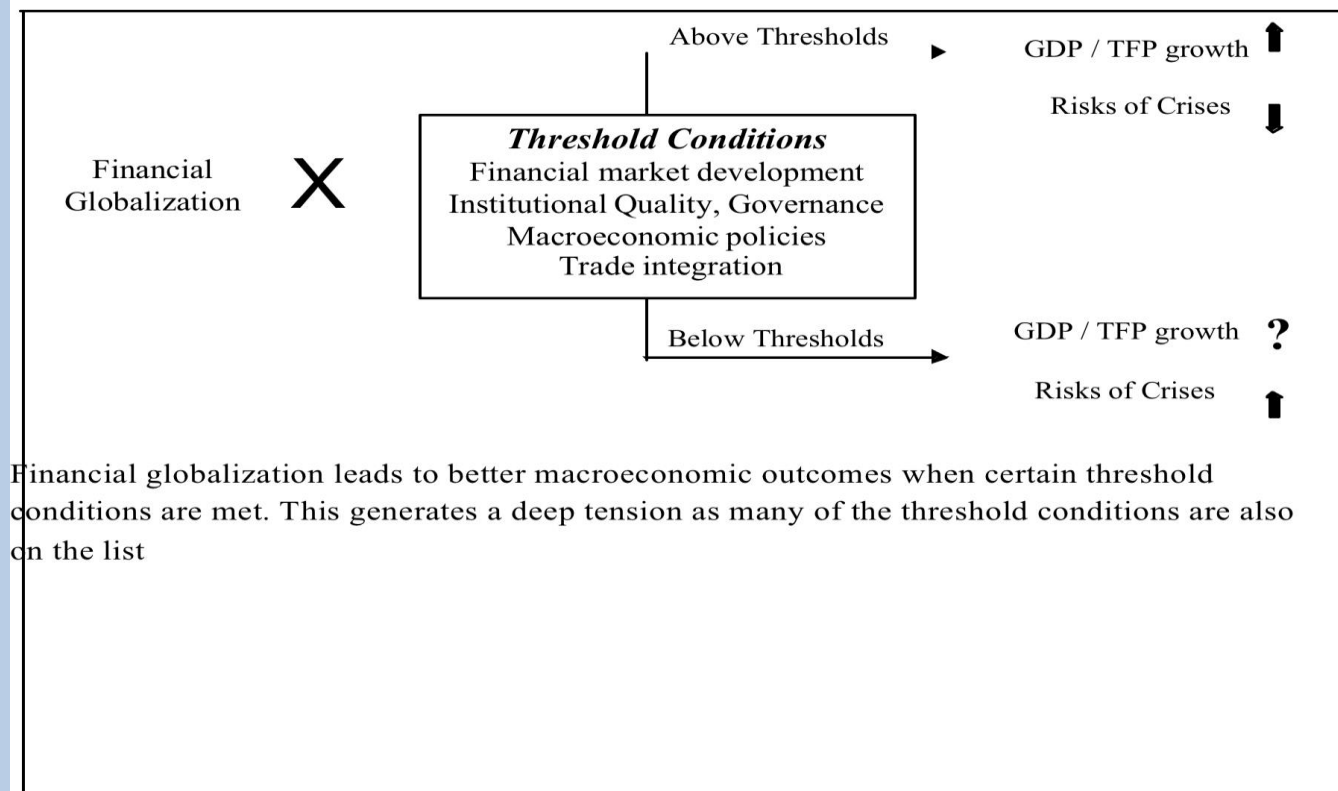 Above Thresholds
GDP / TFP growth
Risks of Crises
Financial
Globalization
X
Threshold Conditions
Financial market development
Institutional Quality, Governance
Macroeconomic policies
Trade integration
Below Thresholds
GDP / TFP growth ?
Risks of Crises
Financial globalization leads to better macroeconomic outcomes when certain threshold
conditions are met. This generates a deep tension as many of the threshold conditions are also
on the list